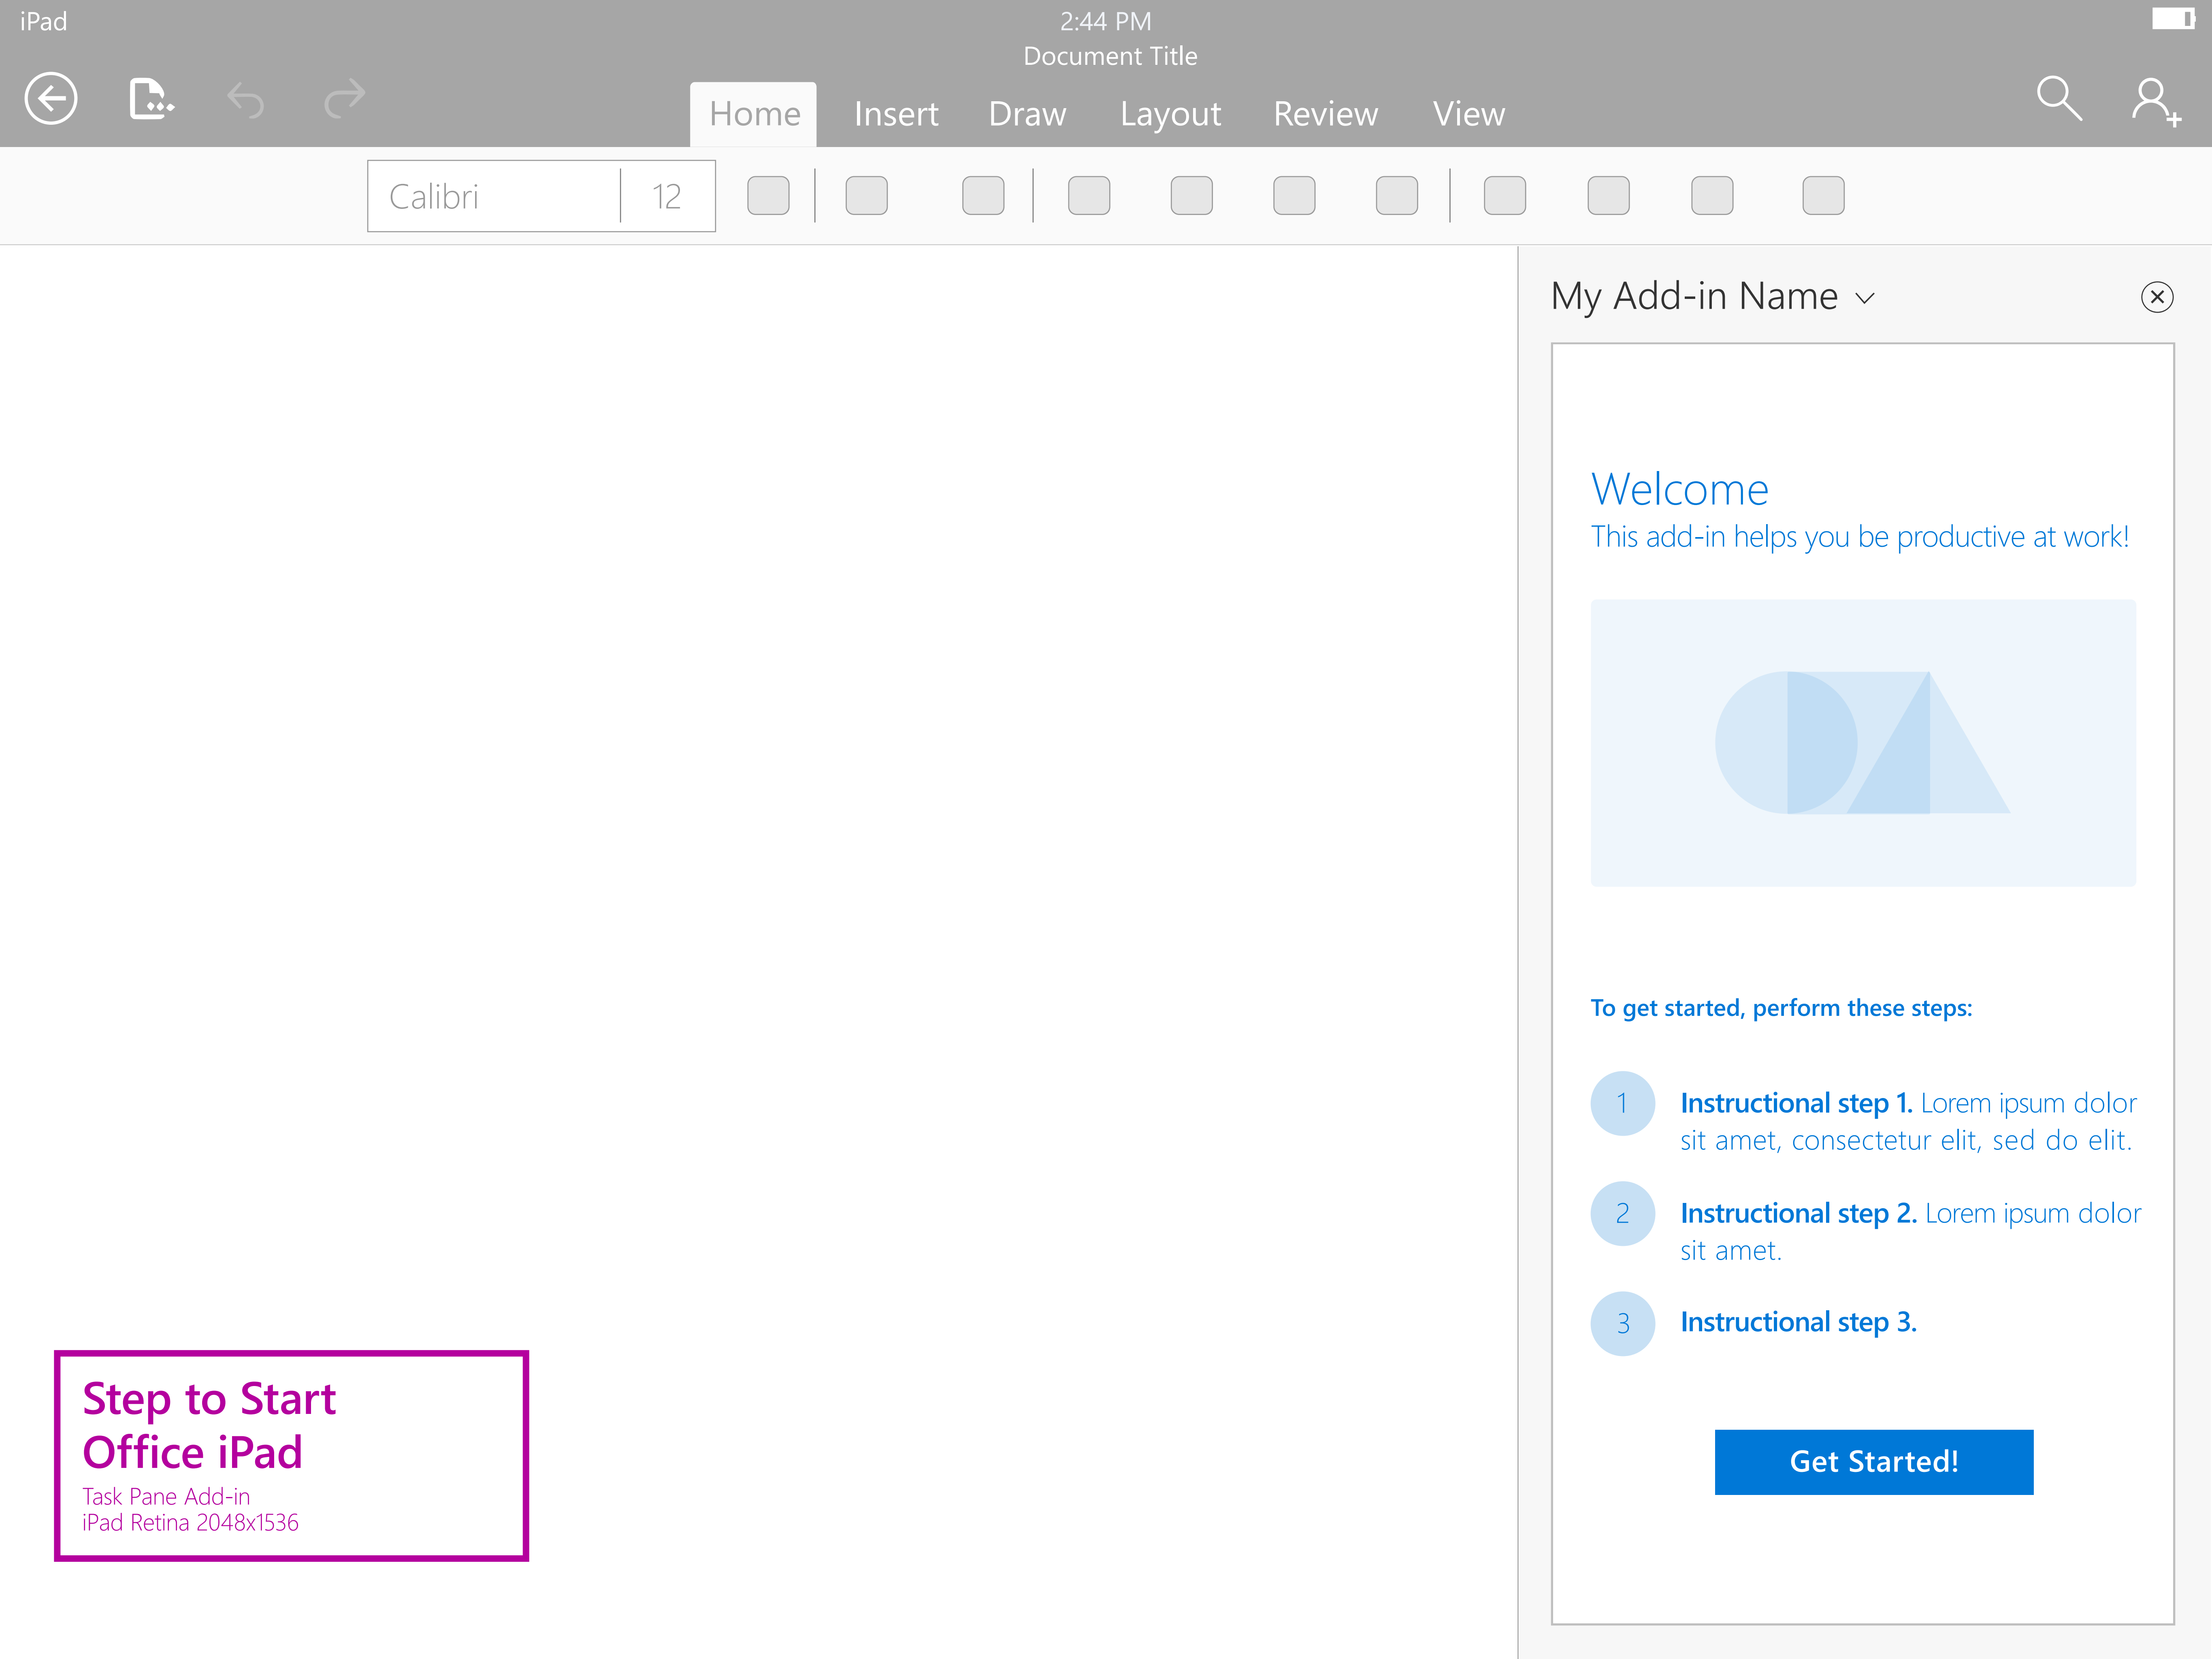 iPad
2:44 PM
Document Title
Home Insert Draw Layout Review View
Calibri 12
My Add-in Name
Welcome
This add-in helps you be productive at work!
To get started, perform these steps:
1 Instructional step 1. Lorem ipsum dolor
sit amet, consectetur elit, sed do elit.
2 Instructional step 2. Lorem ipsum dolor
sit amet.
3 Instructional step 3.
Get Started!
Step to Start
Office iPad
Task Pane Add-in
iPad Retina 2048x1536